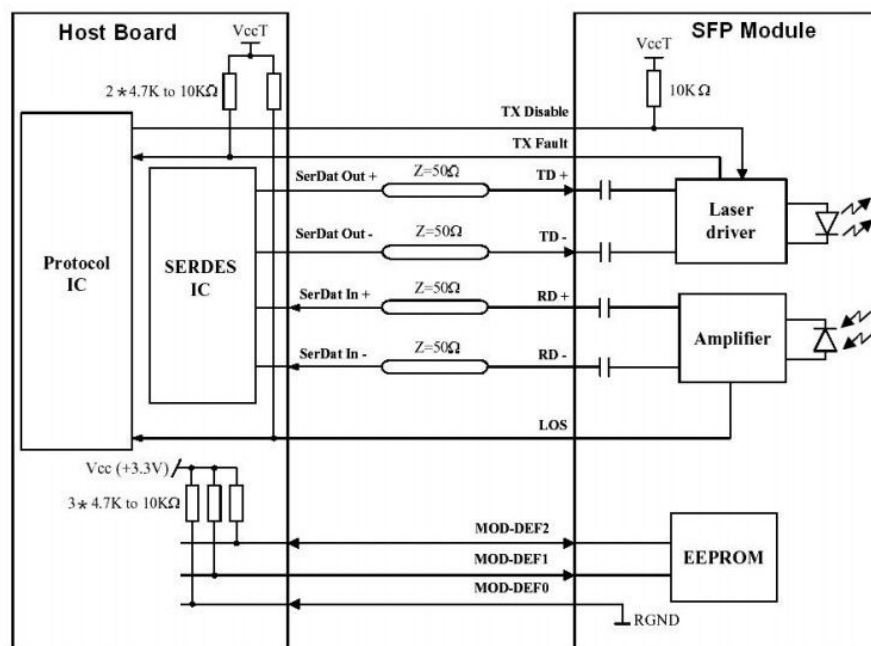 Host Board
SFP Module
VccT
VccT
2*4.7K to 10KΩ
10KΩ
TX Disable
TX Fault
SerDat Out +
Z=50Ω
TD +
SerDat Out -
Z=50Ω
TD -
Laser
driver
Protocol
IC
SERDES
IC
SerDat In +
Z=50Ω
RD +
SerDat In -
Z=50Ω
RD -
Amplifier
LOS
Vcc (+3.3V)
3*4.7K to 10KΩ
MOD-DEF2
MOD-DEF1
MOD-DEF0
EEPROM
RGND